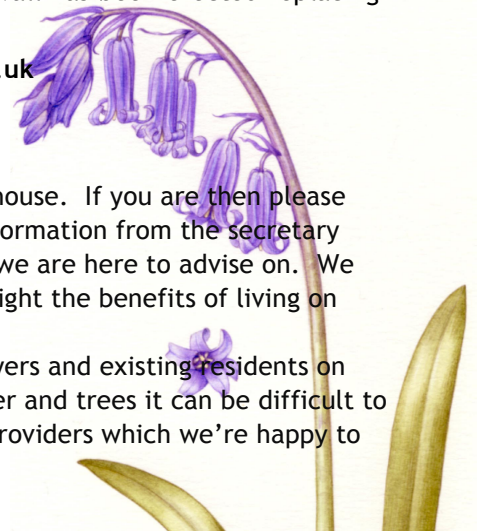 .uk
house. If you are then please
ormation from the secretary
we are here to advise on. We
ight the benefits of living on
yers and existing residents on
er and trees it can be difficult to
roviders which we're happy to